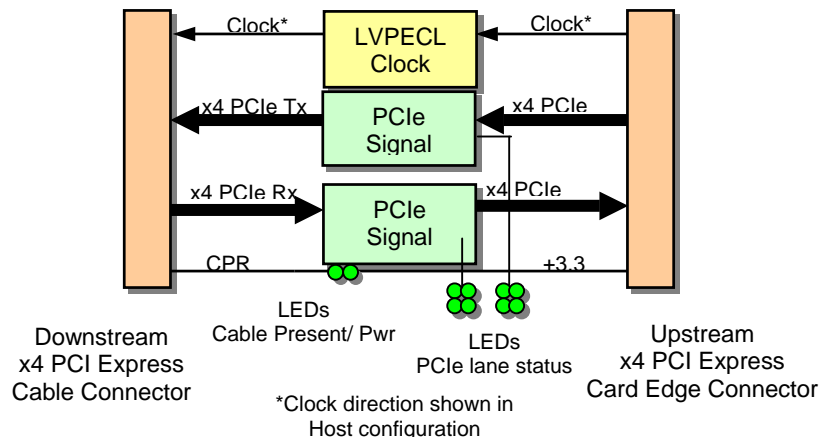 Clock*
LVPECL
Clock
Clock*
x4 PCIe Tx
PCIe
Signal
x4 PCIe
x4 PCIe Rx
PCIe
Signal
x4 PCIe
CPR
+3.3
LEDs
Cable Present/ Pwr
LEDs
PCIe lane status
Downstream
x4 PCI Express
Cable Connector
Upstream
x4 PCI Express
Card Edge Connector
*Clock direction shown in
Host configuration